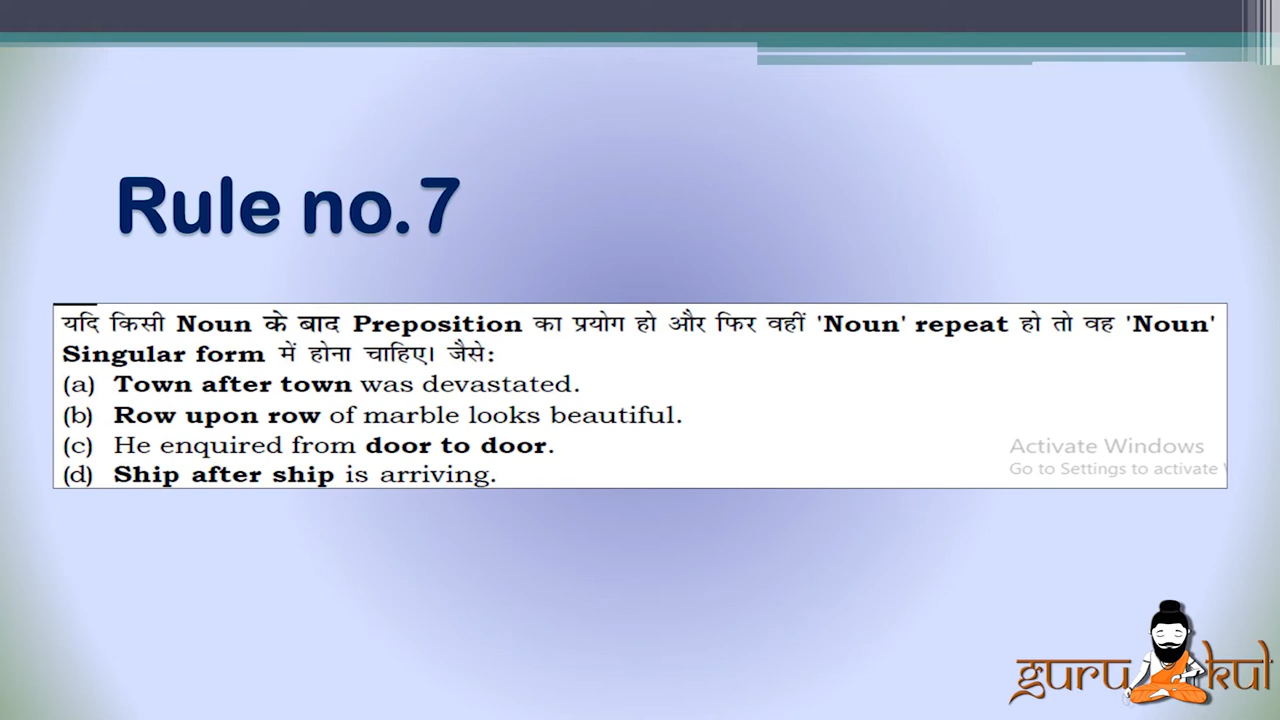 Rule no.7
यदि किसी Noun के बाद Preposition का प्रयोग हो और फिर वहीं 'Noun' repeat हो तो वह 'Noun'
Singular form में होना चाहिए। जैसे:
(a) Town after town was devastated.
(b) Row upon row of marble looks beautiful.
(c) He enquired from door to door.
(d) Ship after ship is arriving.
Activate Windows
Go to Settings to activate
guru kul